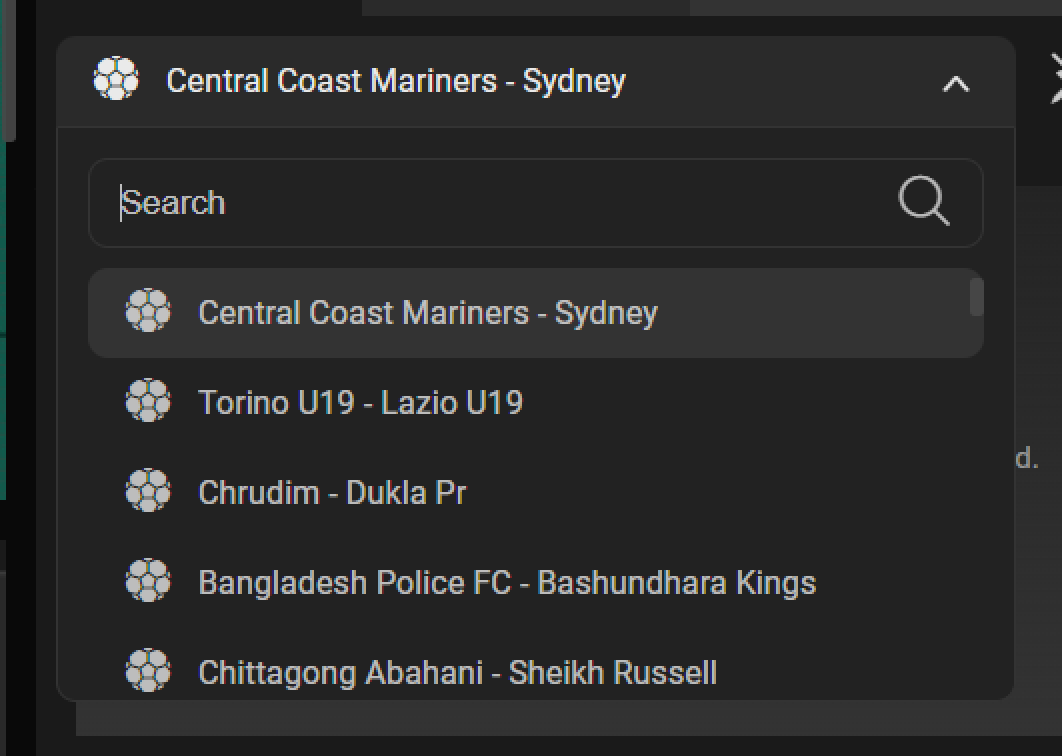 Central Coast Mariners - Sydney
Search
Central Coast Mariners - Sydney
Torino U19 - Lazio U19
Chrudim - Dukla Pr
d.
Bangladesh Police FC - Bashundhara Kings
Chittagong Abahani - Sheikh Russell